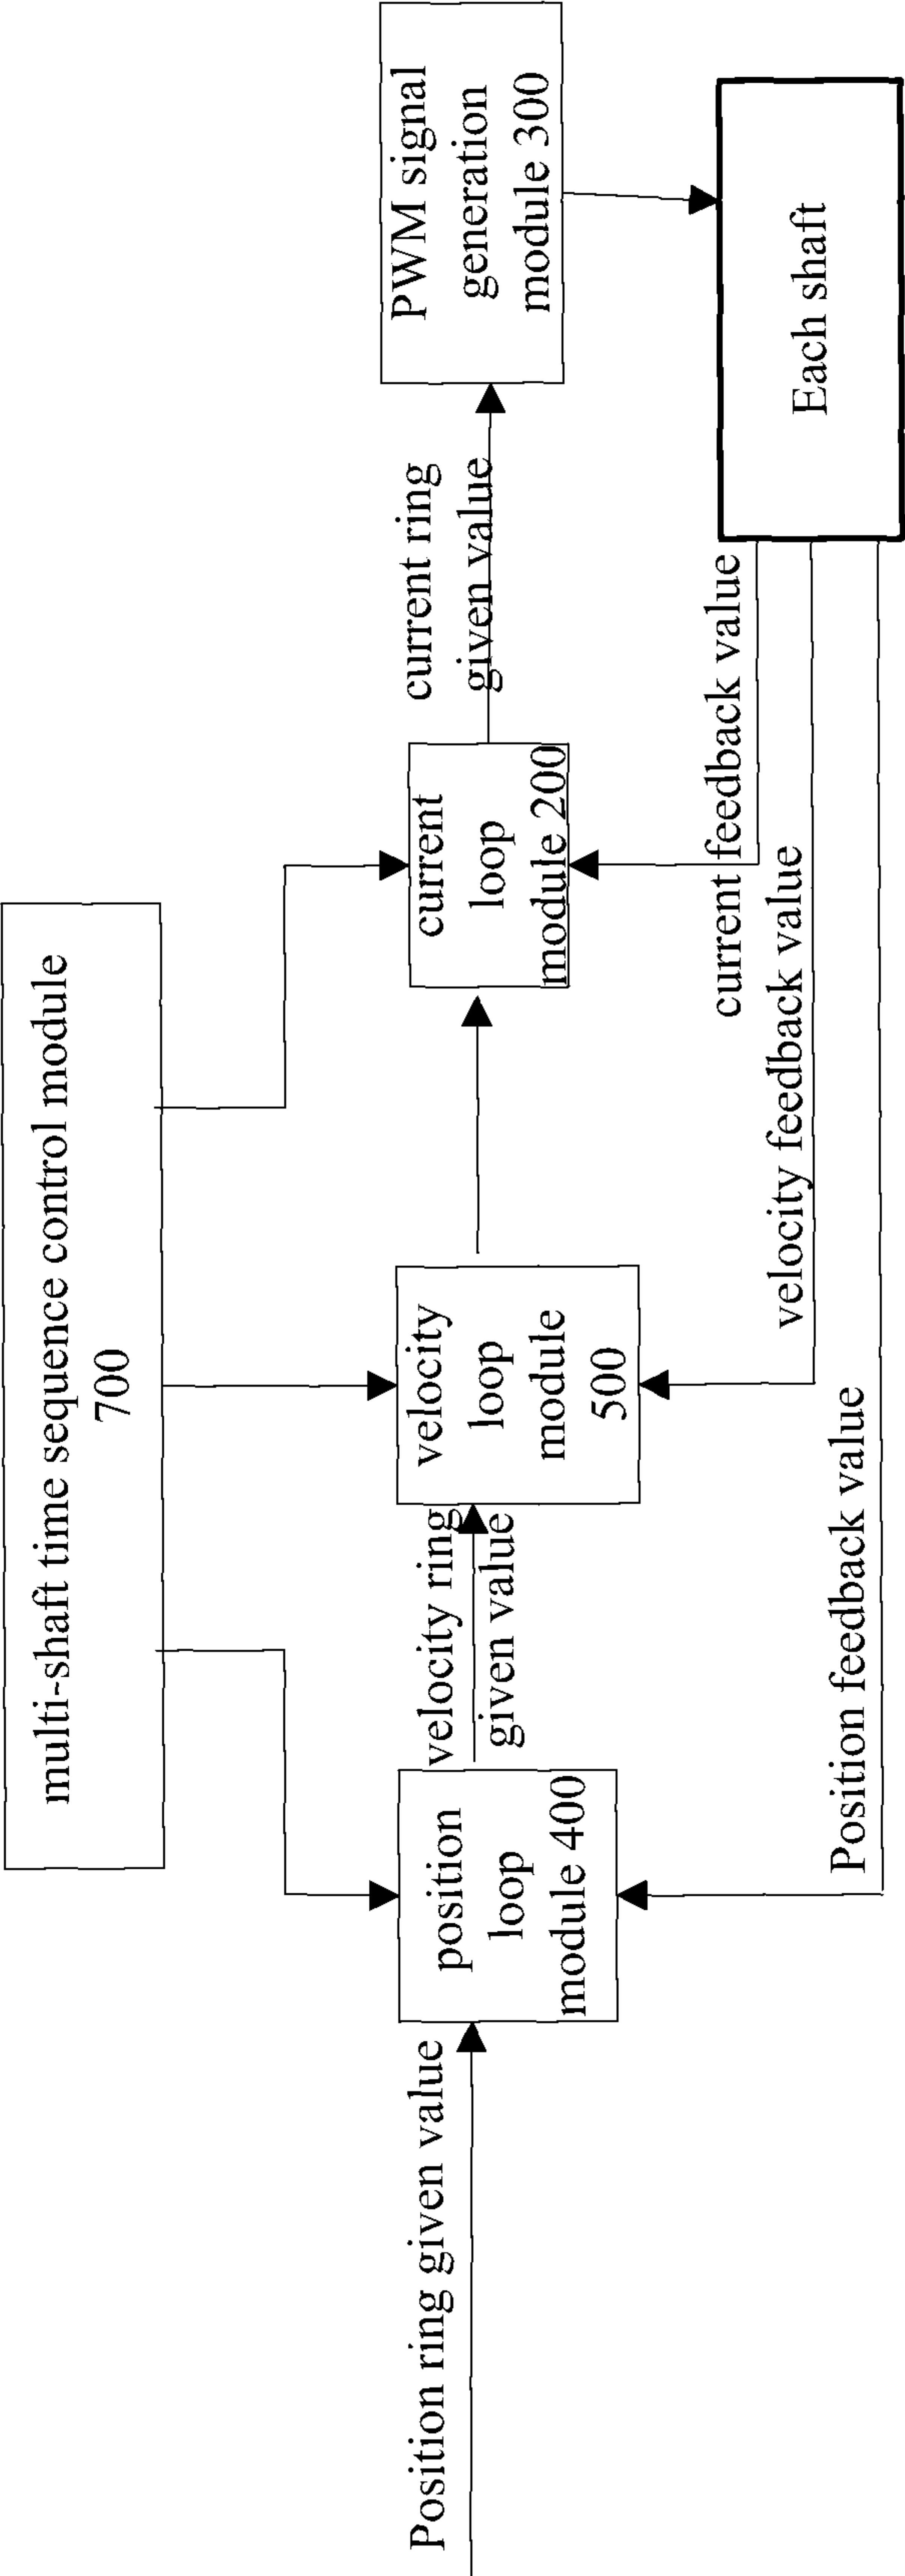 multi-shaft time sequence control module
700
Position ring given value
position
loop
module 400
velocity ring
given value
velocity
loop
module
500
current
loop
module 200
current ring
given value
PWM signal
generation
module 300
Each shaft
current feedback value
velocity feedback value
Position feedback value